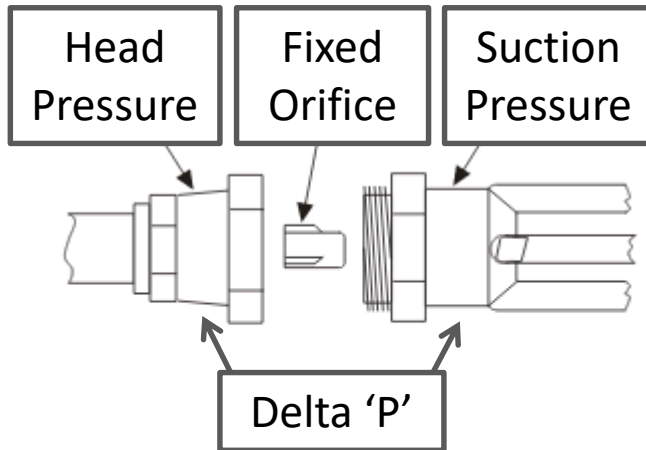 Head
Pressure
Fixed
Orifice
Suction
Pressure
Delta ‘P’